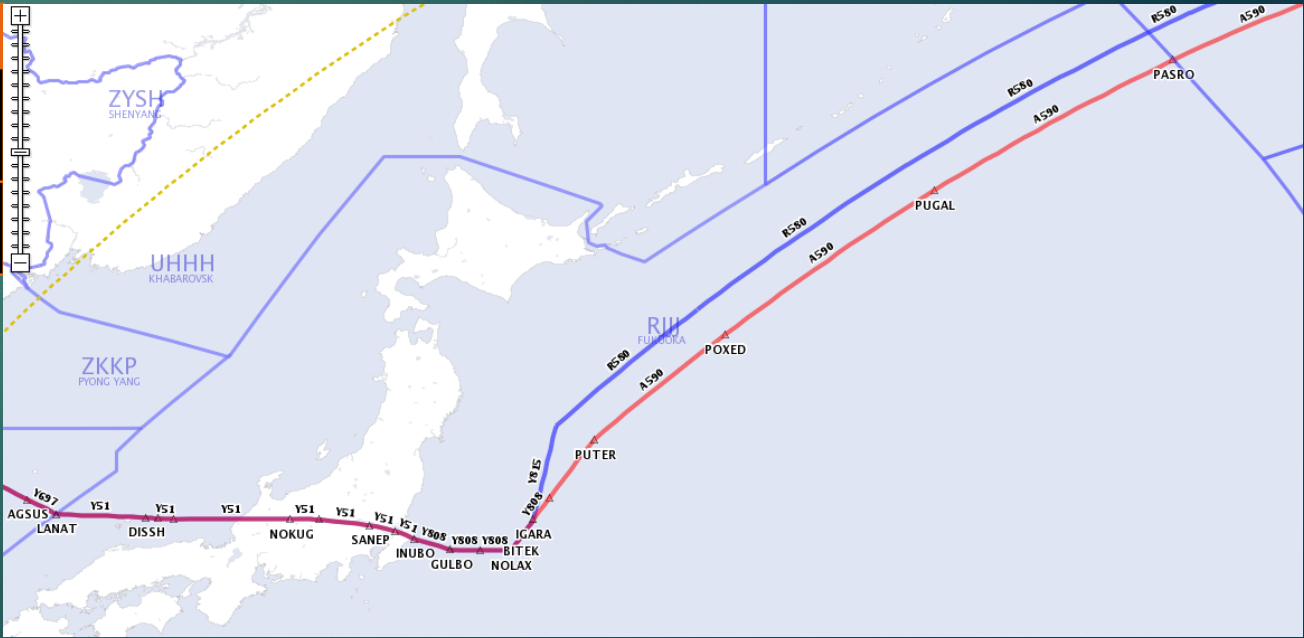 R580
A590
PASRO
ZYSH
SHENYANG
R580
A590
PUGAL
R580
A590
UHHH
KHABAROVSK
RJJJ
FUKUOKA
POXED
R580
A590
ZKKP
PYONG YANG
PUTER
Y815
Y808
IGARA
Y697
AGSUS
LANAT
Y51
Y51
DISSH
Y51
Y51
NOKUG
Y51
Y51
SANEP
Y51
INUBO
Y808
GULBO
Y808
Y808
BITEK
NOLAX